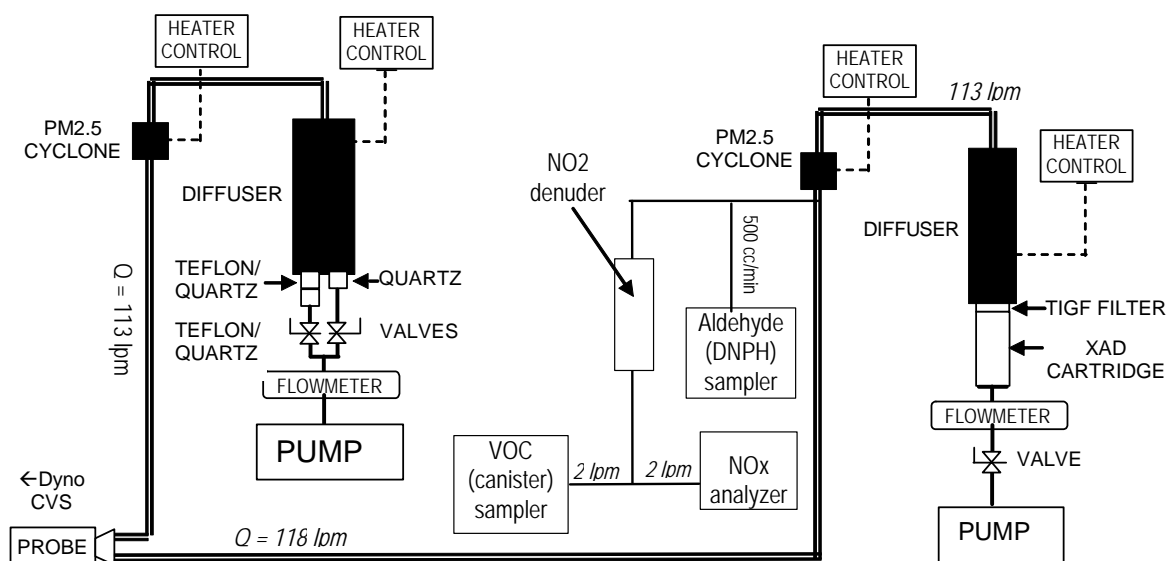 HEATER
CONTROL
HEATER
CONTROL
PM2.5
CYCLONE
DIFFUSER
TEFLON/
QUARTZ
QUARTZ
TEFLON/
QUARTZ
VALVES
FLOWMETER
PUMP
Q = 113 lpm
←Dyno
CVS
PROBE
Q = 118 lpm
NO2
denuder
500 cc/min
Aldehyde
(DNPH)
sampler
VOC
(canister)
sampler
2 lpm
2 lpm
NOx
analyzer
PM2.5
CYCLONE
HEATER
CONTROL
113 lpm
HEATER
CONTROL
DIFFUSER
TIGF FILTER
XAD
CARTRIDGE
FLOWMETER
VALVE
PUMP